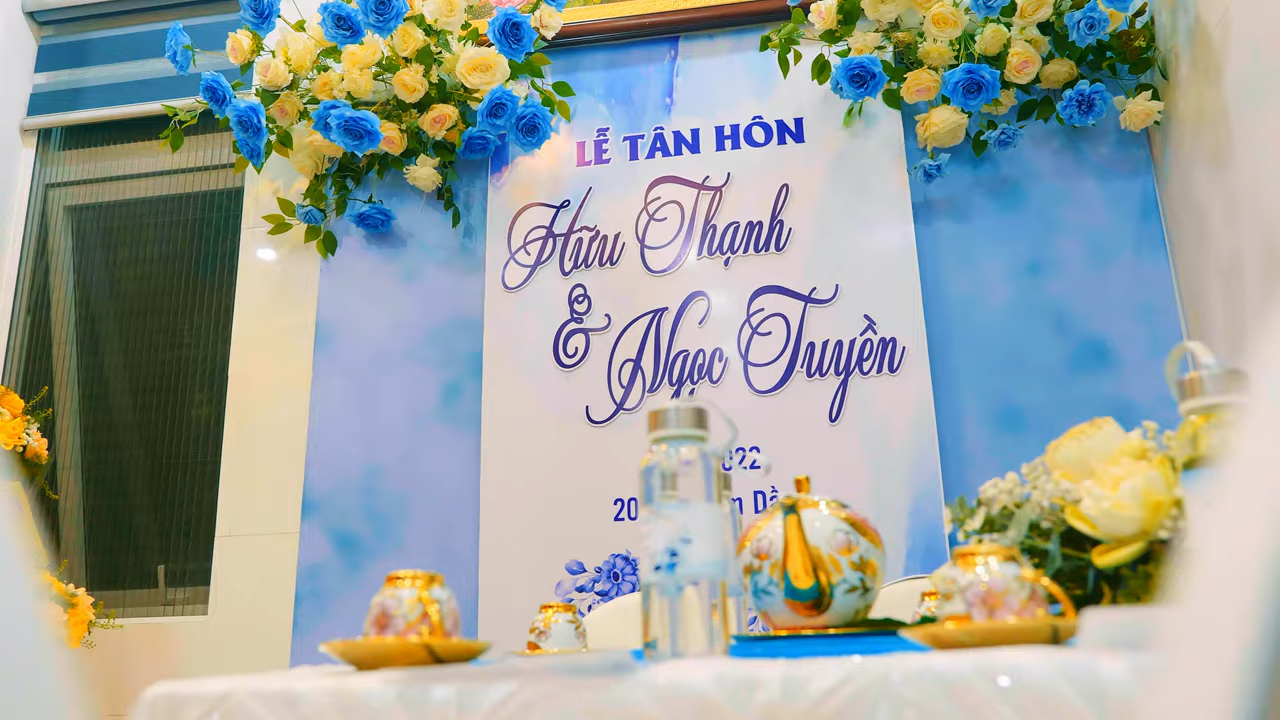 LỄ TÂN HÔN
Hữu Thạnh
& Ngọc Tuyền